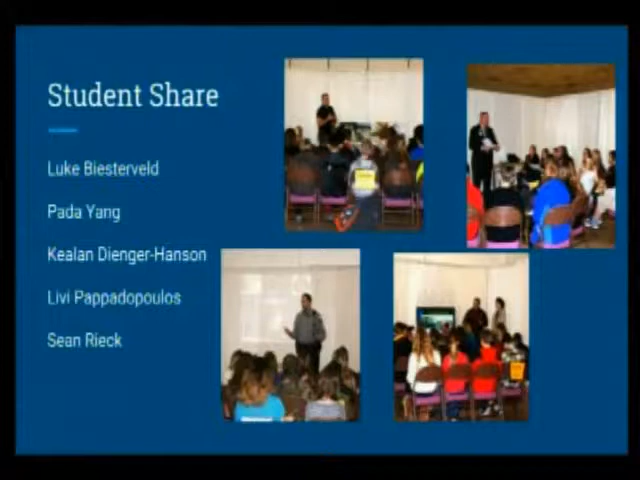 Student Share
Luke Biesterveld
Pada Yang
Kealan Dienger-Hanson
Livi Pappadopoulos
Sean Rieck